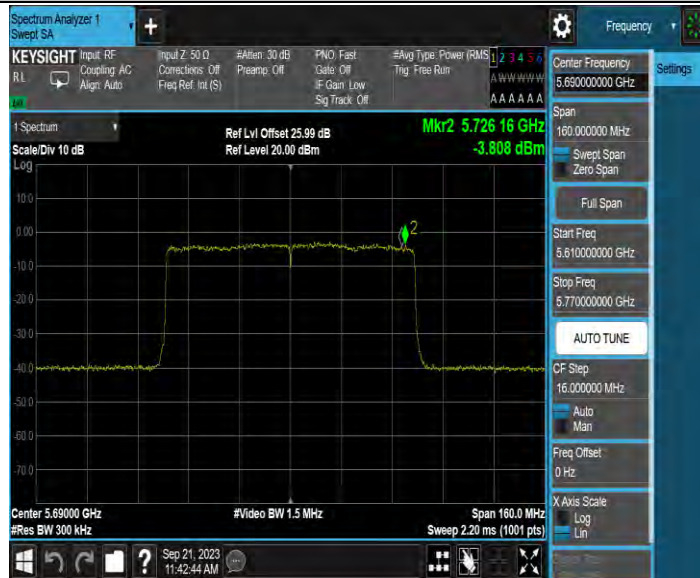 Spectrum Analyzer 1
Swept SA
+
Frequency
KEYSIGHT
RL
Input: RF
Coupling: AC
Align: Auto
Input Z: 50 Ω
Corrections: Off
Freq Ref: Int (S)
#Atten: 30 dB
Preamp: Off
PNO: Fast
Gate: Off
IF Gain: Low
Sig Track: Off
#Avg Type: Power (RMS
Trig: Free Run
1 2 3 4 5 6
A W W W W W
A A A A A A
Center Frequency
5.690000000 GHz
Settings
Span
160.000000 MHz
Swept Span
Zero Span
Full Span
Start Freq
5.610000000 GHz
Stop Freq
5.770000000 GHz
AUTO TUNE
CF Step
16.000000 MHz
Auto
Man
Freq Offset
0 Hz
X Axis Scale
Log
Lin
1 Spectrum
Scale/Div 10 dB
Ref Lvl Offset 25.99 dB
Ref Level 20.00 dBm
Mkr2 5.726 16 GHz
-3.808 dBm
Log
10.0
0.00
-10.0
-20.0
-30.0
-40.0
-50.0
-60.0
-70.0
2
Center 5.69000 GHz
#Res BW 300 kHz
#Video BW 1.5 MHz
Span 160.0 MHz
Sweep 2.20 ms (1001 pts)
?
Sep 21, 2023
11:42:44 AM